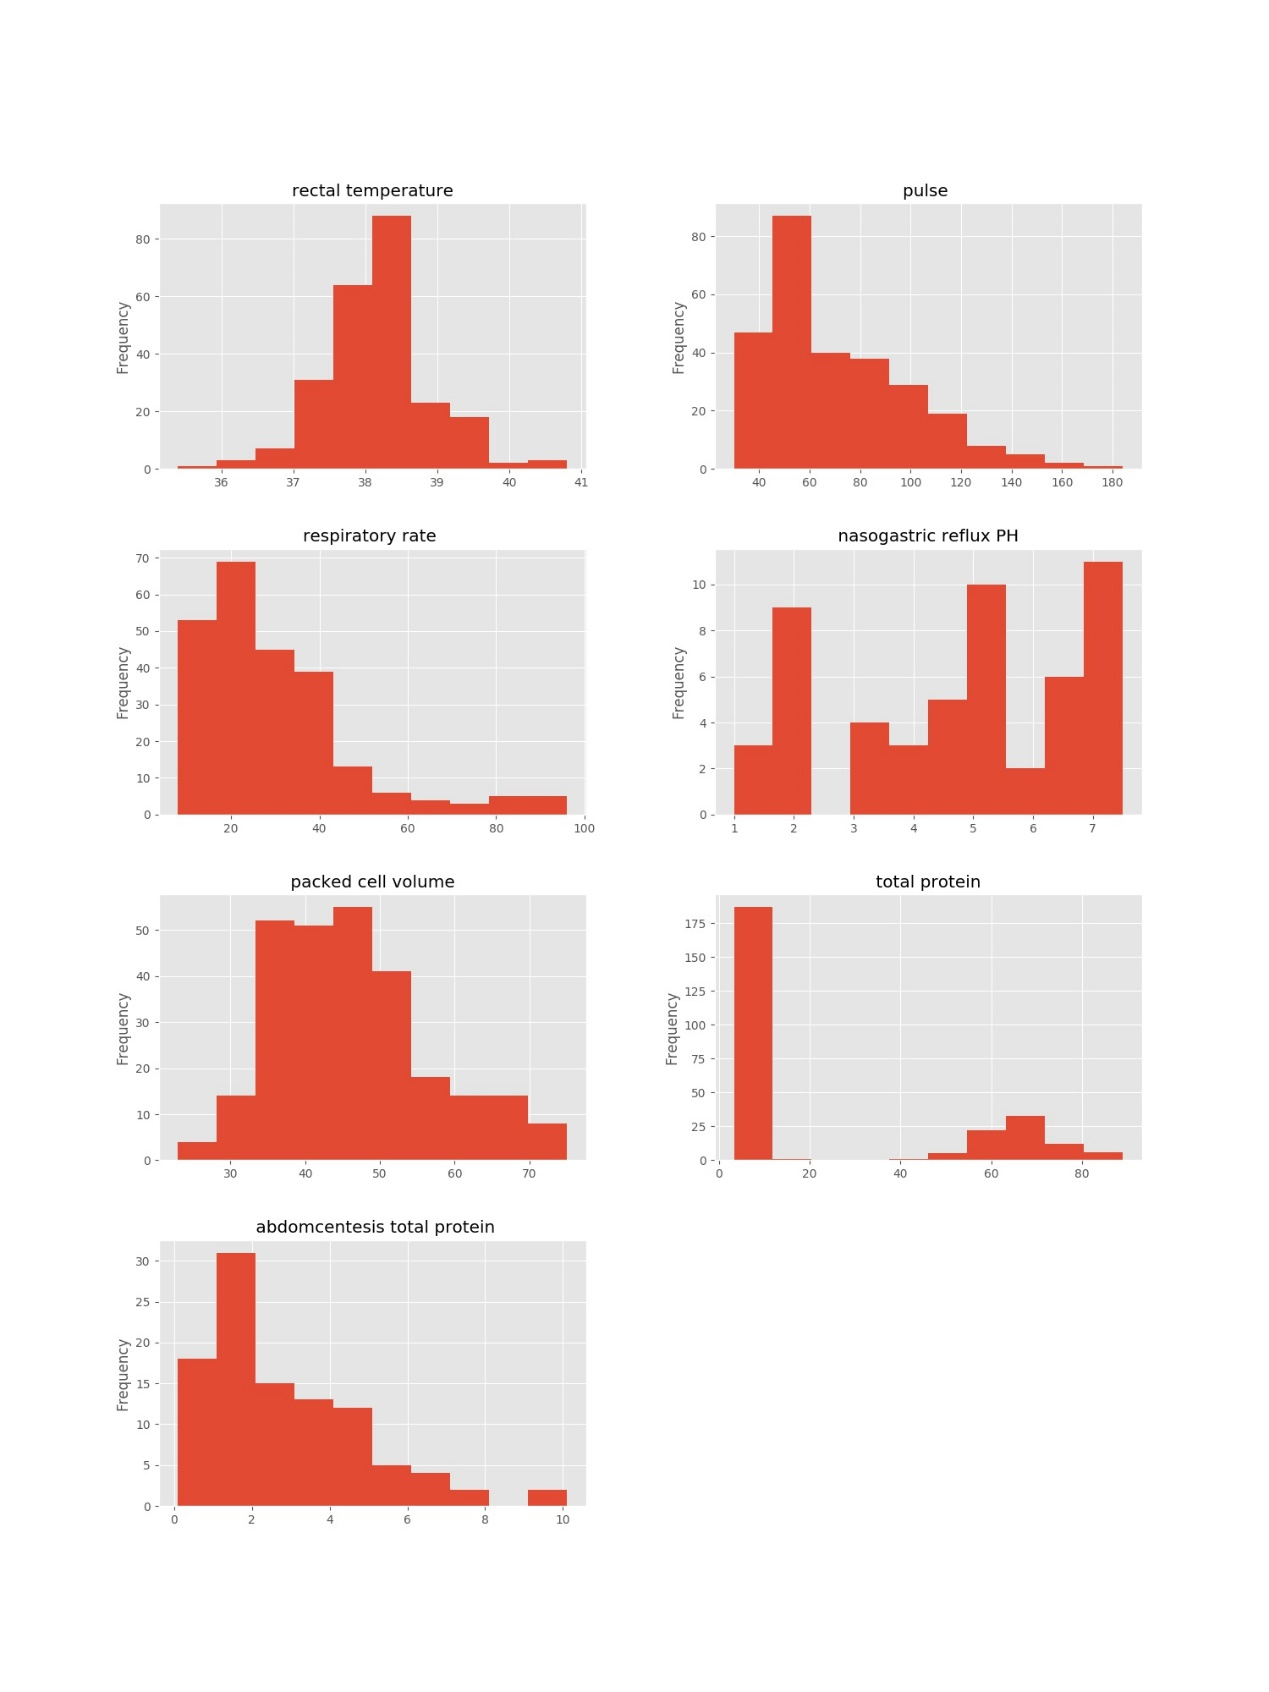 rectal temperature
Frequency
80
60
40
20
0
36 37 38 39 40 41
pulse
Frequency
80
60
40
20
0
40 60 80 100 120 140 160 180
respiratory rate
Frequency
70
60
50
40
30
20
10
0
20 40 60 80 100
nasogastric reflux PH
Frequency
10
8
6
4
2
0
1 2 3 4 5 6 7
packed cell volume
Frequency
50
40
30
20
10
0
30 40 50 60 70
total protein
Frequency
175
150
125
100
75
50
25
0
0 20 40 60 80
abdomcentesis total protein
Frequency
30
25
20
15
10
5
0
0 2 4 6 8 10